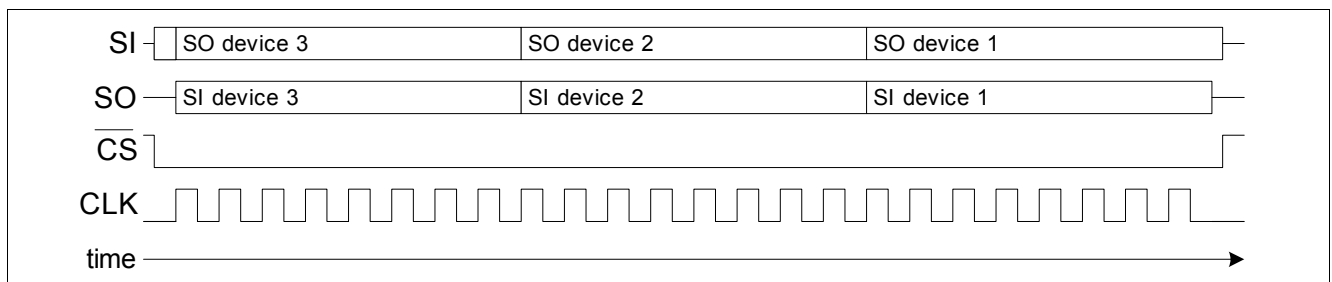 SI SO device 3 SO device 2 SO device 1
SO SI device 3 SI device 2 SI device 1
CS
CLK
time